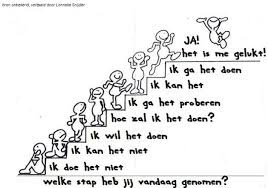 bron onbekend, vertaald door Lonneke Snijder
JA!
het is me gelukt!
ik ga het doen
ik kan het
ik ga het proberen
hoe zal ik het doen?
ik wil het doen
ik kan het niet
ik doe het niet
welke stap heb jij vandaag genomen?